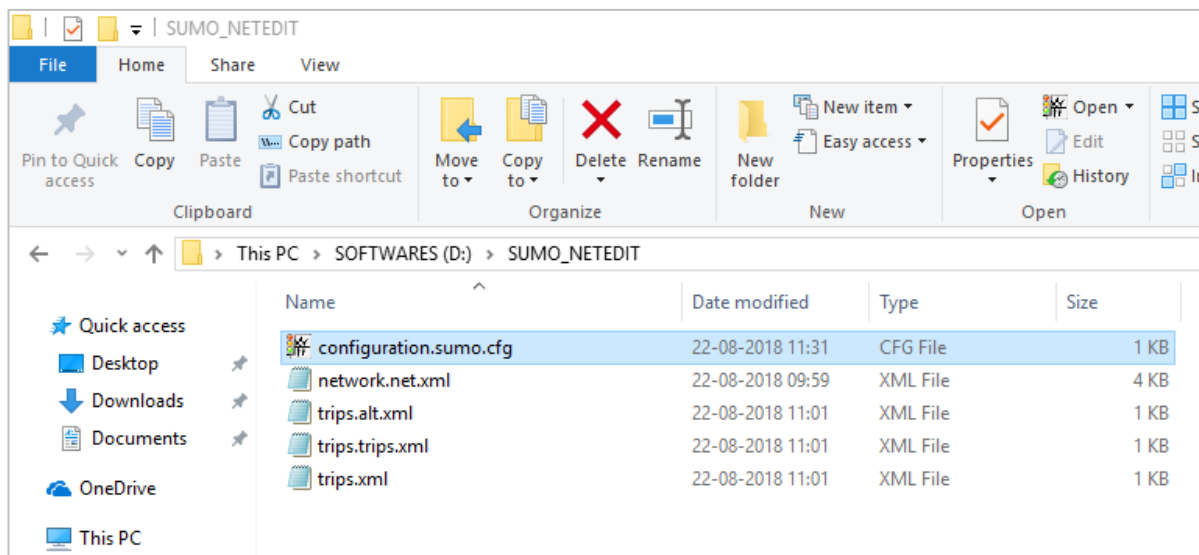 SUMO_NETEDIT
File Home Share View
Pin to Quick access
Copy
Paste
Cut
Copy path
Paste shortcut
Clipboard
Move to
Copy to
Delete
Rename
Organize
New folder
New item
Easy access
New
Properties
Open
Edit
History
Open
This PC > SOFTWARES (D:) > SUMO_NETEDIT
Quick access
Desktop
Downloads
Documents
OneDrive
This PC
Name Date modified Type Size
configuration.sumo.cfg 22-08-2018 11:31 CFG File 1 KB
network.net.xml 22-08-2018 09:59 XML File 4 KB
trips.alt.xml 22-08-2018 11:01 XML File 1 KB
trips.trips.xml 22-08-2018 11:01 XML File 1 KB
trips.xml 22-08-2018 11:01 XML File 1 KB